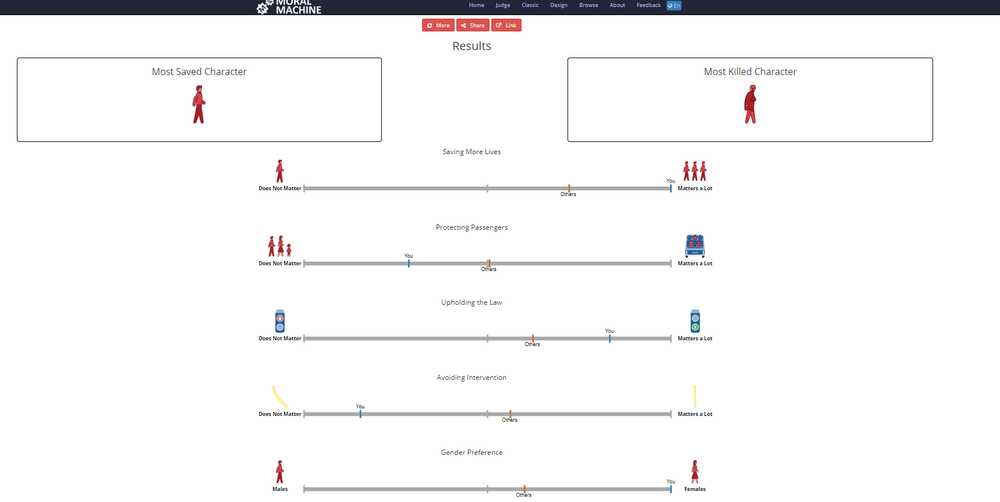 MORAL
MACHINE
Home Judge Classic Design Browse About Feedback En
More Share Link
Results
Most Saved Character
Most Killed Character
Saving More Lives
You
Does Not Matter
Matters a Lot
Others
Protecting Passengers
You
Does Not Matter
Matters a Lot
Others
Upholding the Law
You
Does Not Matter
Matters a Lot
Others
Avoiding Intervention
You
Does Not Matter
Matters a Lot
Others
Gender Preference
You
Males
Females
Others